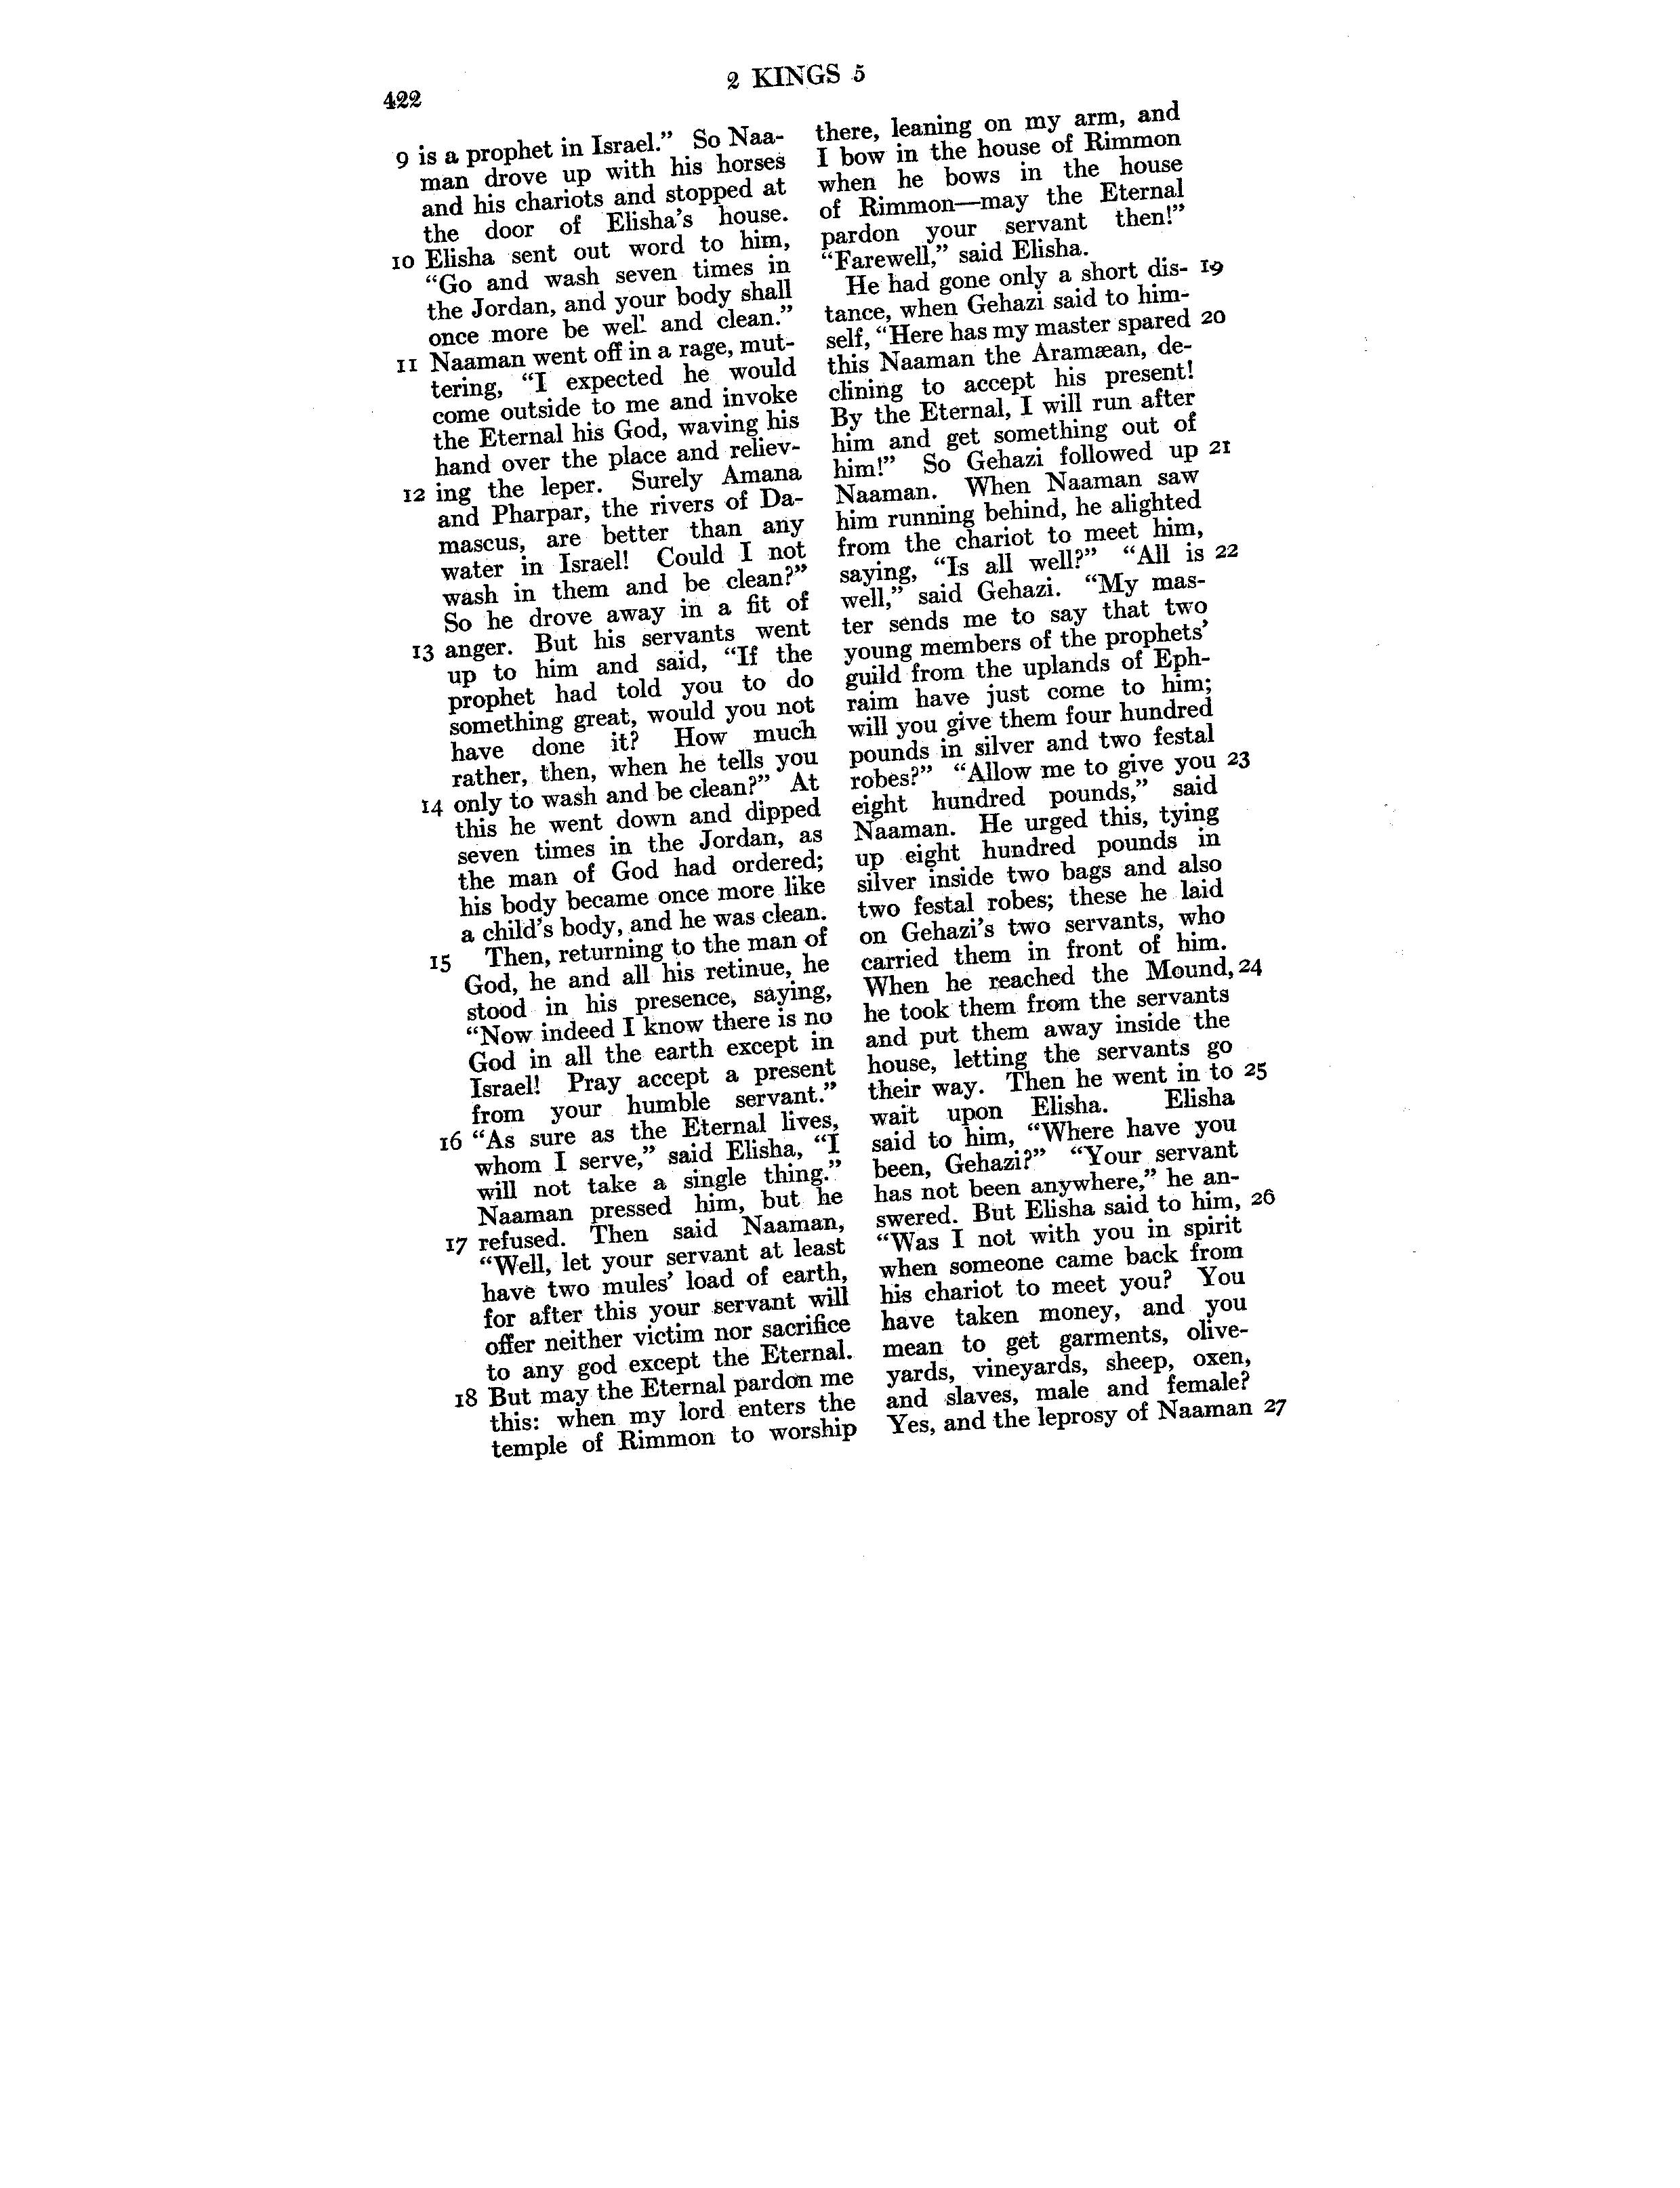 422
2 KINGS 5
9 is a prophet in Israel.” So Naa-
man drove up with his horses
and his chariots and stopped at
the door of Elisha’s house.
10 Elisha sent out word to him,
“Go and wash seven times in
the Jordan, and your body shall
once more be well and clean.”
11 Naaman went off in a rage, mut-
tering, “I expected he would
come outside to me and invoke
the Eternal his God, waving his
hand over the place and reliev-
12 ing the leper. Surely Amana
and Pharpar, the rivers of Da-
mascus, are better than any
water in Israel! Could I not
wash in them and be clean?”
So he drove away in a fit of
13 anger. But his servants went
up to him and said, “If the
prophet had told you to do
something great, would you not
have done it? How much
rather, then, when he tells you
14 only to wash and be clean?” At
this he went down and dipped
seven times in the Jordan, as
the man of God had ordered;
his body became once more like
a child’s body, and he was clean.
15 Then, returning to the man of
God, he and all his retinue, he
stood in his presence, saying,
“Now indeed I know there is no
God in all the earth except in
Israel! Pray accept a present
from your humble servant.”
16 “As sure as the Eternal lives,
whom I serve,” said Elisha, “I
will not take a single thing.”
Naaman pressed him, but he
17 refused. Then said Naaman,
“Well, let your servant at least
have two mules’ load of earth,
for after this your servant will
offer neither victim nor sacrifice
to any god except the Eternal.
18 But may the Eternal pardon me
this: when my lord enters the
temple of Rimmon to worship
there, leaning on my arm, and
I bow in the house of Rimmon
when he bows in the house
of Rimmon—may the Eternal
pardon your servant then!”
“Farewell,” said Elisha.
He had gone only a short dis- 19
tance, when Gehazi said to him-
self, “Here has my master spared 20
this Naaman the Aramæan, de-
clining to accept his present!
By the Eternal, I will run after
him and get something out of
him!” So Gehazi followed up 21
Naaman. When Naaman saw
him running behind, he alighted
from the chariot to meet him,
saying, “Is all well?” “All is 22
well,” said Gehazi. “My mas-
ter sends me to say that two
young members of the prophets’
guild from the uplands of Eph-
raim have just come to him;
will you give them four hundred
pounds in silver and two festal
robes?” “Allow me to give you 23
eight hundred pounds,” said
Naaman. He urged this, tying
up eight hundred pounds in
silver inside two bags and also
two festal robes; these he laid
on Gehazi’s two servants, who
carried them in front of him.
When he reached the Mound, 24
he took them from the servants
and put them away inside the
house, letting the servants go
their way. Then he went in to 25
wait upon Elisha. Elisha
said to him, “Where have you
been, Gehazi?” “Your servant
has not been anywhere,” he an-
swered. But Elisha said to him, 26
“Was I not with you in spirit
when someone came back from
his chariot to meet you? You
have taken money, and you
mean to get garments, olive-
yards, vineyards, sheep, oxen,
and slaves, male and female?
Yes, and the leprosy of Naaman 27